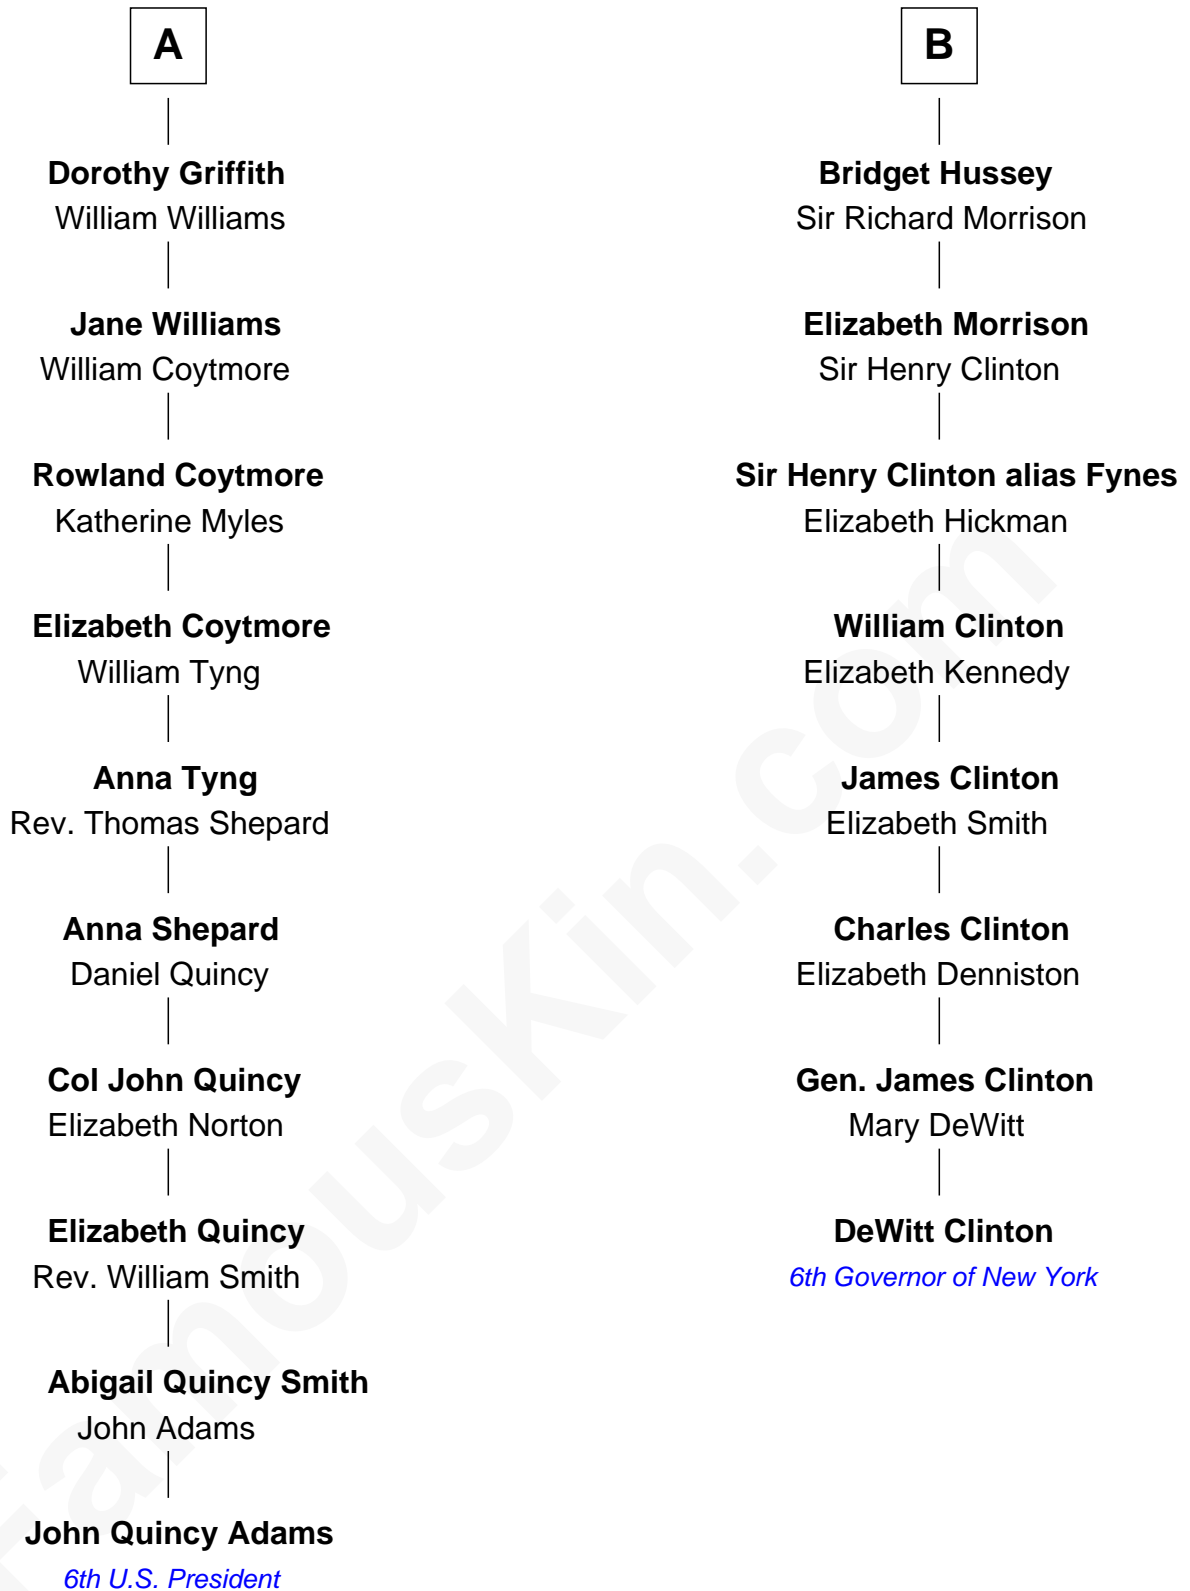 A
Dorothy Griffith
William Williams
Jane Williams
William Coytmore
Rowland Coytmore
Katherine Myles
Elizabeth Coytmore
William Tyng
Anna Tyng
Rev. Thomas Shepard
Anna Shepard
Daniel Quincy
Col John Quincy
Elizabeth Norton
Elizabeth Quincy
Rev. William Smith
Abigail Quincy Smith
John Adams
John Quincy Adams
6th U.S. President
B
Bridget Hussey
Sir Richard Morrison
Elizabeth Morrison
Sir Henry Clinton
Sir Henry Clinton alias Fynes
Elizabeth Hickman
William Clinton
Elizabeth Kennedy
James Clinton
Elizabeth Smith
Charles Clinton
Elizabeth Denniston
Gen. James Clinton
Mary DeWitt
DeWitt Clinton
6th Governor of New York
FamousKin.com